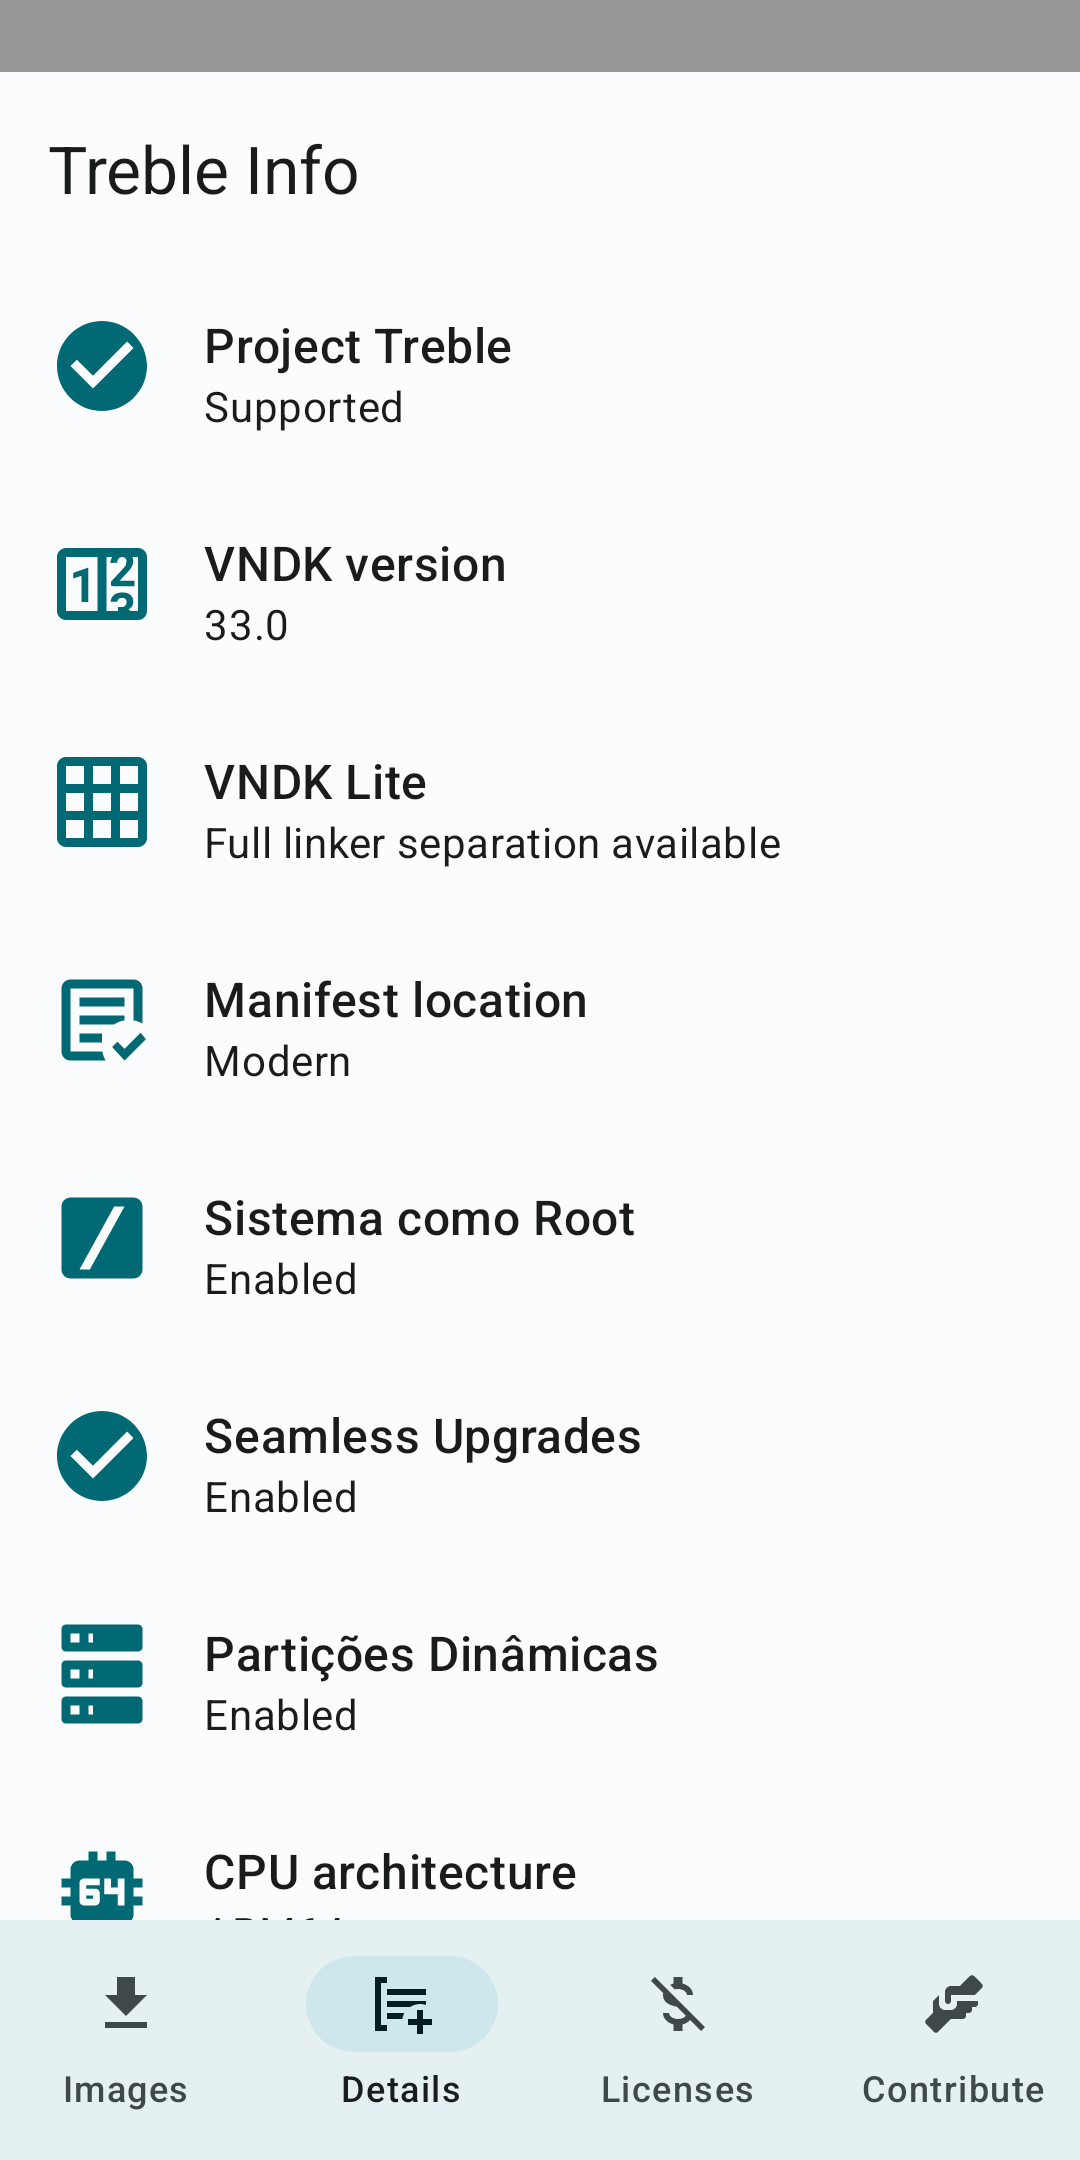 Treble Info
Project Treble
Supported
VNDK version
33.0
VNDK Lite
Full linker separation available
Manifest location
Modern
Sistema como Root
Enabled
Seamless Upgrades
Enabled
Partições Dinâmicas
Enabled
CPU architecture
Images
Details
Licenses
Contribute